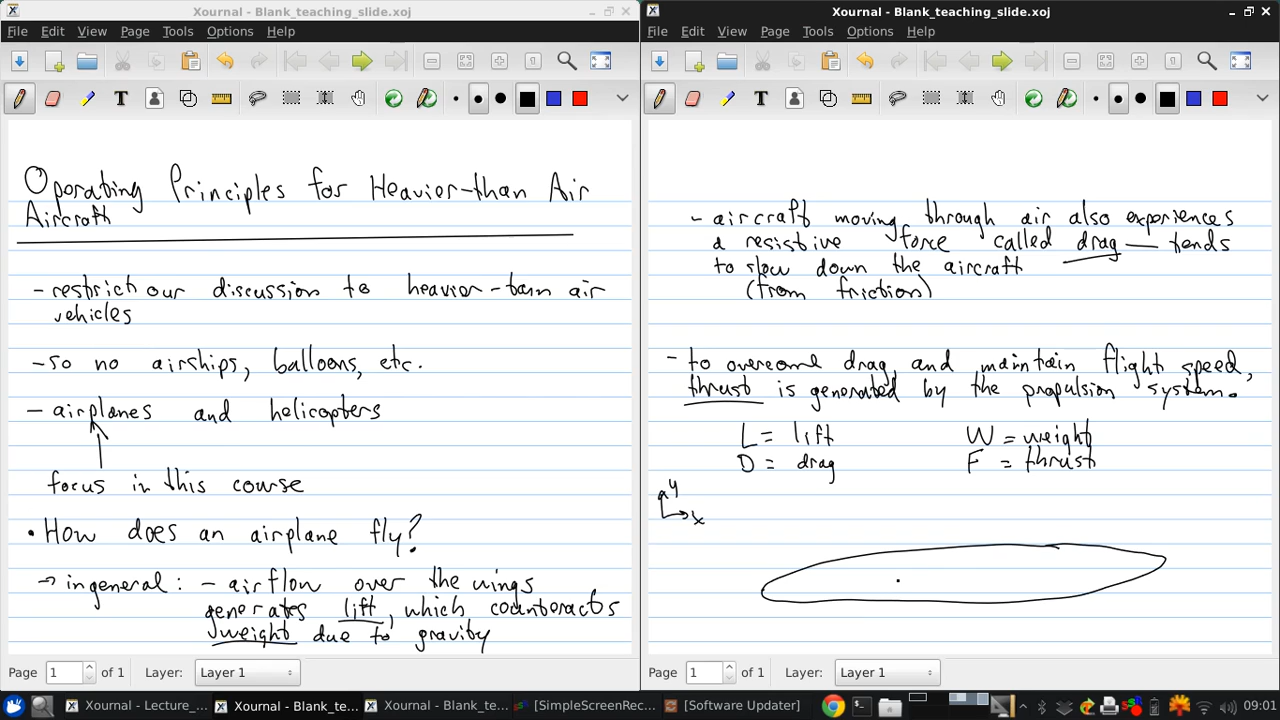 Xournal - Blank_teaching_slide.xoj
File Edit View Page Tools Options Help
Operating Principles for Heavier-than Air
Aircraft
- restrict our discussion to heavier-tam air
vehicles
- so no airships, balloons, etc.
- airplanes and helicopters
focus in this course
• How does an airplane fly?
→ in general: - airflow over the wings
generates lift, which counteracts
weight due to gravity
Page 1 of 1 Layer: Layer 1
Xournal - Blank_teaching_slide.xoj
File Edit View Page Tools Options Help
- aircraft moving through air also experiences
a resistive force called drag — tends
to slow down the aircraft
(from friction)
- to overcome drag, and maintain flight speed,
thrust is generated by the propulsion system.
L = lift W = weight
D = drag F = thrust
y
x
Page 1 of 1 Layer: Layer 1
Xournal - Lecture_... Xournal - Blank_te... Xournal - Blank_te... [SimpleScreenRec... [Software Updater] 09:01